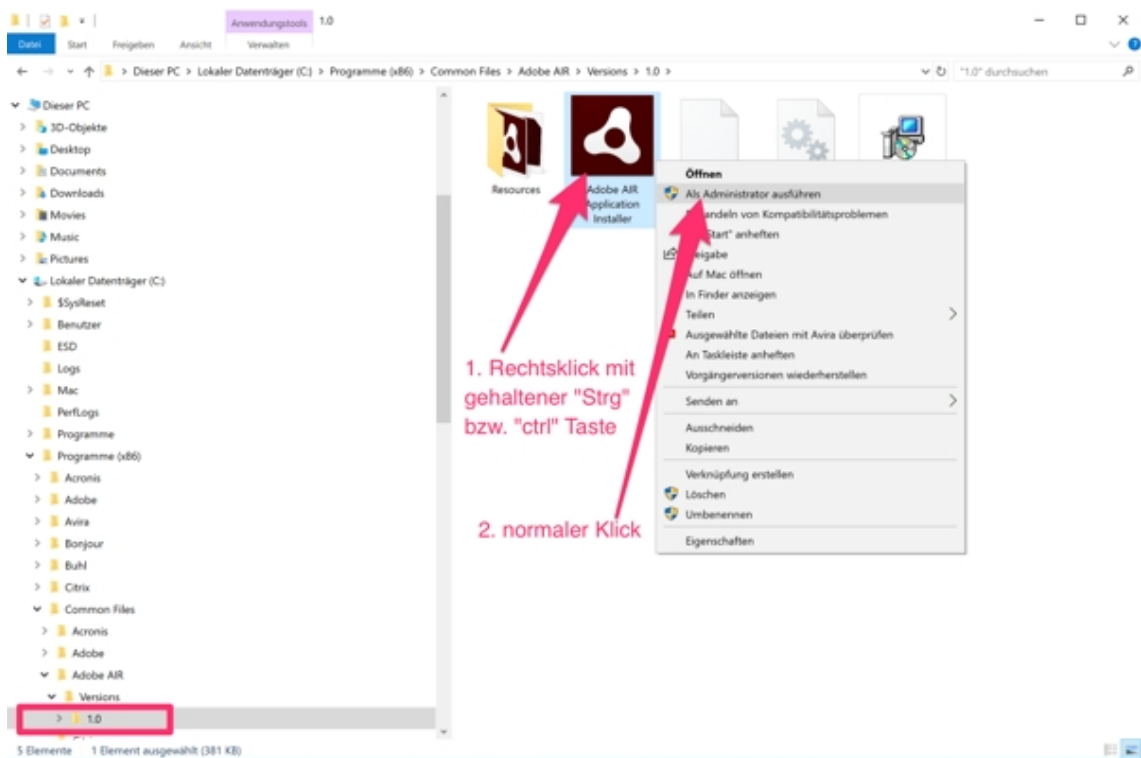 Anwendungstools 1.0
Datei Start Freigeben Ansicht Verwalten
> Dieser PC > Lokaler Datenträger (C:) > Programme (x86) > Common Files > Adobe AIR > Versions > 1.0 >
"1.0" durchsuchen
Dieser PC
3D-Objekte
Desktop
Documents
Downloads
Movies
Music
Pictures
Lokaler Datenträger (C:)
$SysReset
Benutzer
ESD
Logs
Mac
PerfLogs
Programme
Programme (x86)
Acronis
Adobe
Avira
Bonjour
Buhl
Citrix
Common Files
Acronis
Adobe
Adobe AIR
Versions
1.0
5 Elemente 1 Element ausgewählt (381 KB)
Resources
Adobe AIR
Application
Installer
Öffnen
Als Administrator ausführen
von Kompatibilitätsproblemen
anheften
Auf Mac öffnen
In Finder anzeigen
Teilen
Ausgewählte Dateien mit Avira überprüfen
An Taskleiste anheften
Vorgängerversionen wiederherstellen
Senden an
Ausschneiden
Kopieren
Verknüpfung erstellen
Löschen
Umbenennen
Eigenschaften
1. Rechtsklick mit
gehaltener "Strg"
bzw. "ctrl" Taste
2. normaler Klick